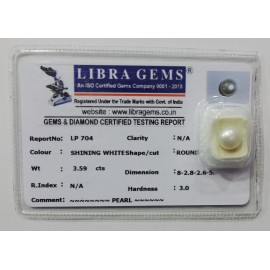 LIBRA GEMS®
An ISO Certified Gems Company 9001 - 2015
Registered Under the Trade Marks with Govt. of India
website : www.libragems.co.in
GEMS & DIAMOND CERTIFIED TESTING REPORT
ReportNo: LP 704 Clarity : N/A
Colour : SHINING WHITE Shape/cut ROUND
Wt : 3.59 cts Dimension 8-2.8-2.6-5.
R.Index : N/A Hardness 3.0
Comment : ~~~~~~~~ PEARL ~~~~~~~~